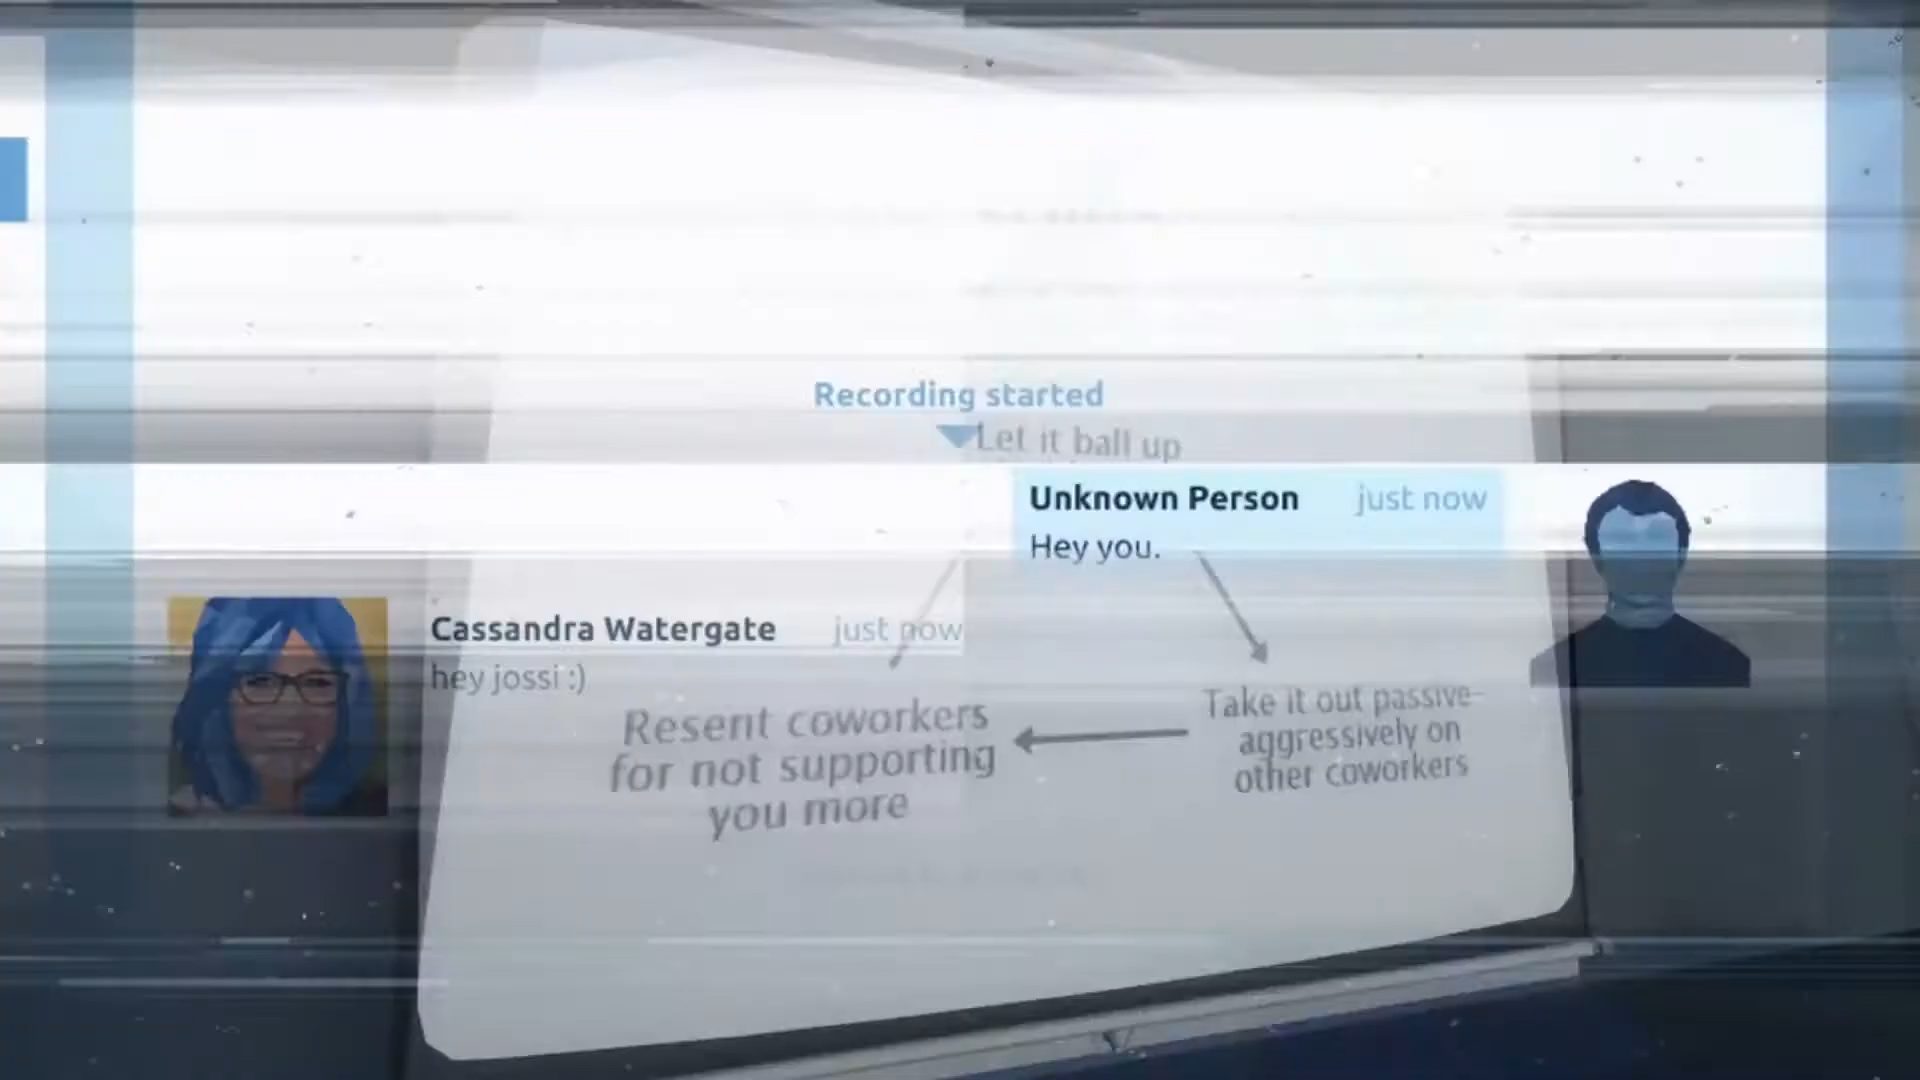 Recording started
Let it ball up
Unknown Person just now
Hey you.
Cassandra Watergate just now
hey jossi :)
Resent coworkers
for not supporting
you more
Take it out passive-
aggressively on
other coworkers